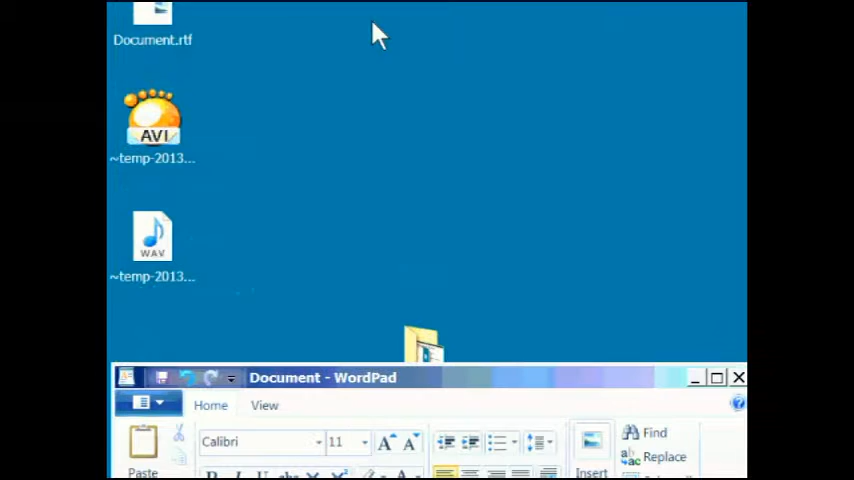 Document.rtf
AVI
~temp-2013...
WAV
~temp-2013...
Document - WordPad
Home View
Calibri 11 Find
Replace
Paste Insert